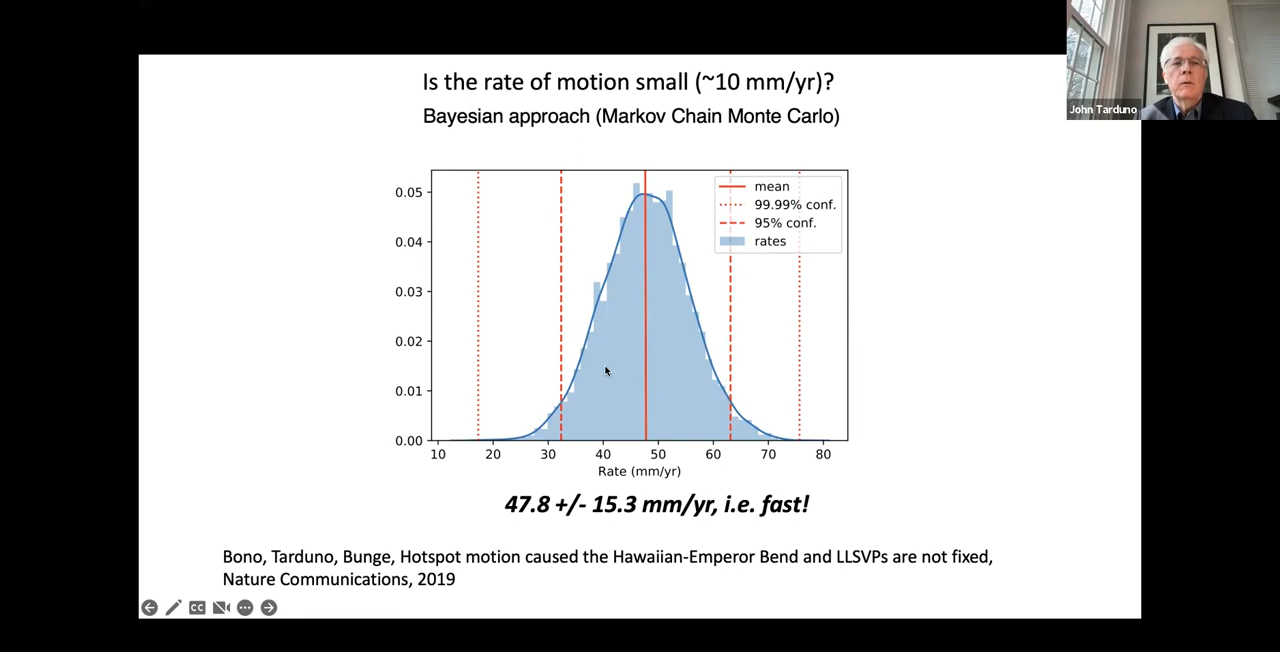 John Tarduno
Is the rate of motion small (~10 mm/yr)?
Bayesian approach (Markov Chain Monte Carlo)
mean
99.99% conf.
95% conf.
rates
0.05
0.04
0.03
0.02
0.01
0.00
10 20 30 40 50 60 70 80
Rate (mm/yr)
47.8 +/- 15.3 mm/yr, i.e. fast!
Bono, Tarduno, Bunge, Hotspot motion caused the Hawaiian-Emperor Bend and LLSVPs are not fixed,
Nature Communications, 2019
CC